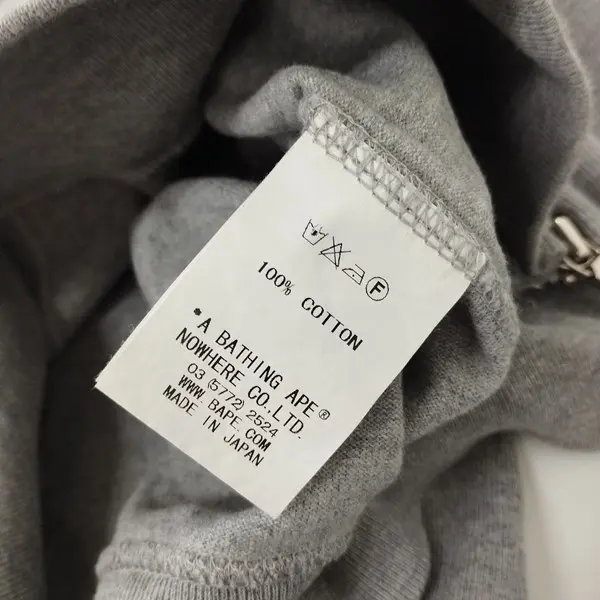 F
100% COTTON
•A BATHING APE®
NOWHERE CO.,LTD.
03 (5772) 2524
WWW. BAPE. COM
MADE IN JAPAN